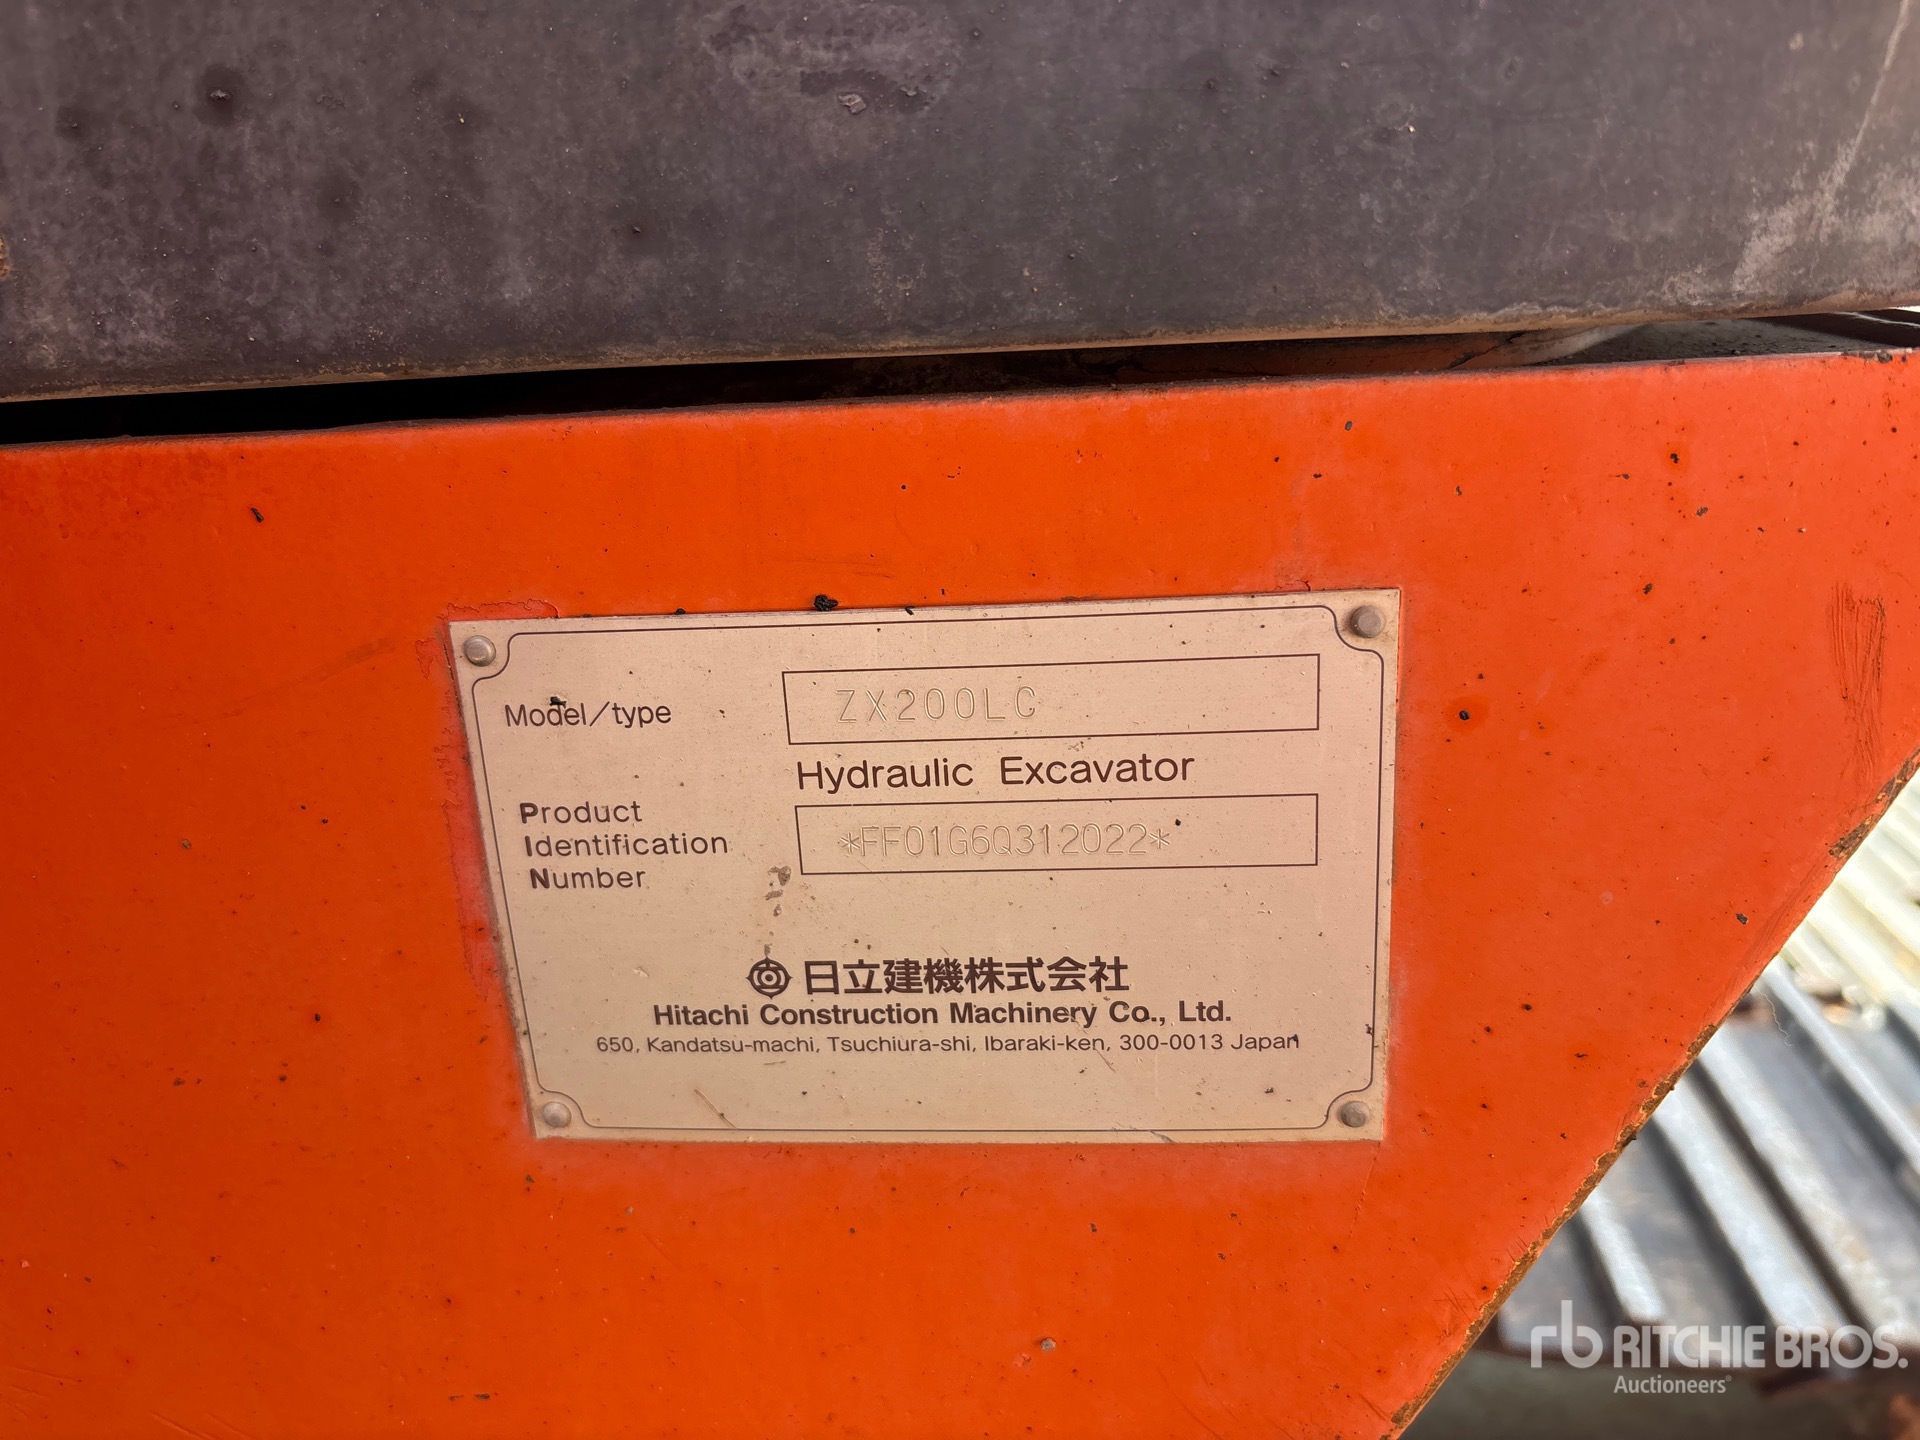 Model/type ZX200LC
Hydraulic Excavator
Product
Identification
Number
*FF01G6Q312022*
日立建機株式会社
Hitachi Construction Machinery Co., Ltd.
650, Kandatsu-machi, Tsuchiura-shi, Ibaraki-ken, 300-0013 Japan
rb RITCHIE BROS.
Auctioneers®